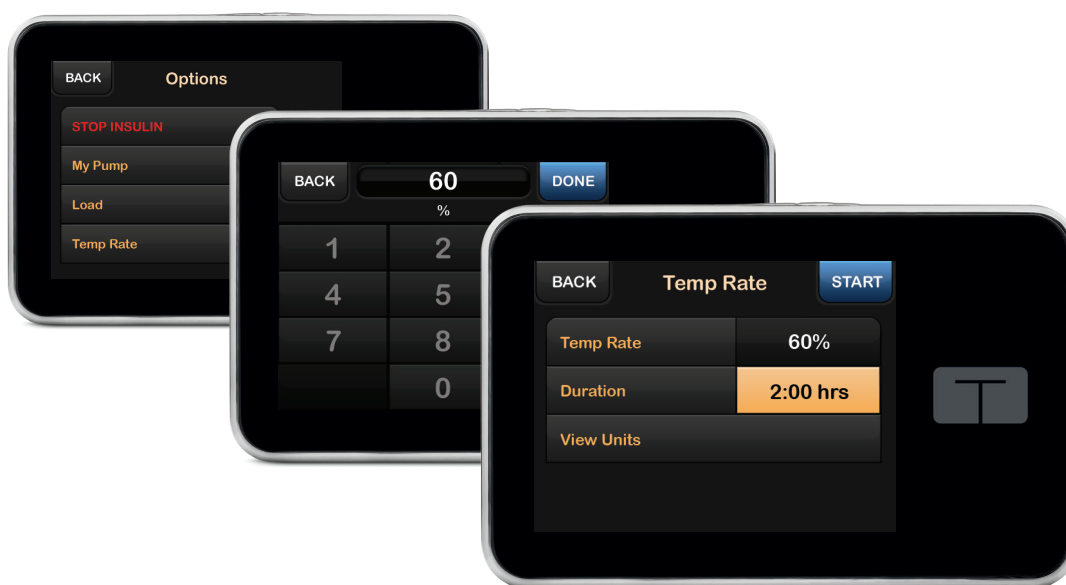 BACK Options
STOP INSULIN
My Pump
Load
Temp Rate
BACK 60 DONE
%
1 2
4 5
7 8
0
BACK Temp Rate START
Temp Rate 60%
Duration 2:00 hrs
View Units